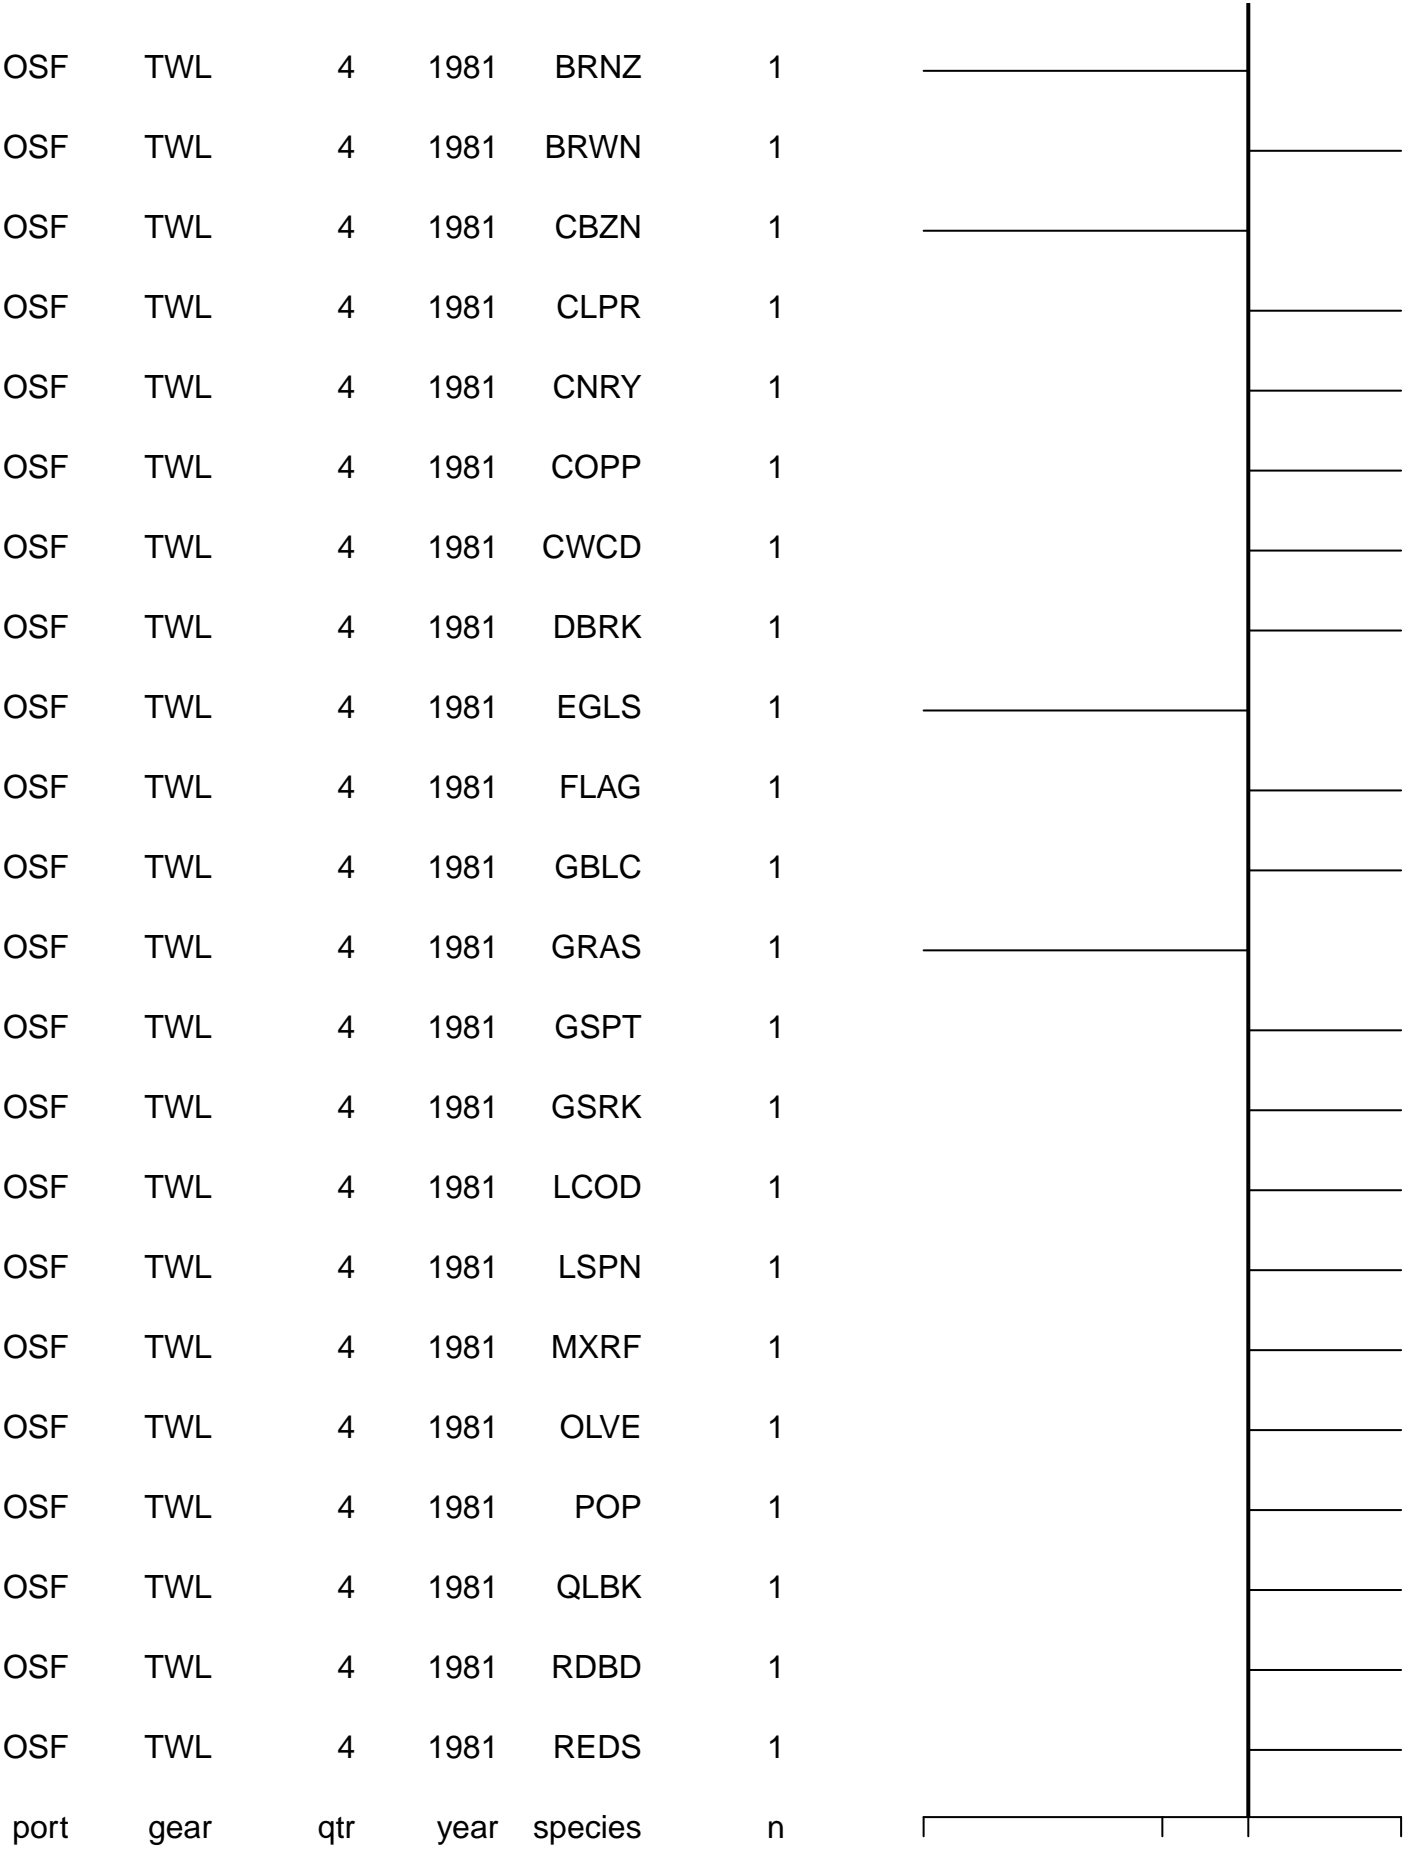 OSF TWL 4 1981 BRNZ 1
OSF TWL 4 1981 BRWN 1
OSF TWL 4 1981 CBZN 1
OSF TWL 4 1981 CLPR 1
OSF TWL 4 1981 CNRY 1
OSF TWL 4 1981 COPP 1
OSF TWL 4 1981 CWCD 1
OSF TWL 4 1981 DBRK 1
OSF TWL 4 1981 EGLS 1
OSF TWL 4 1981 FLAG 1
OSF TWL 4 1981 GBLC 1
OSF TWL 4 1981 GRAS 1
OSF TWL 4 1981 GSPT 1
OSF TWL 4 1981 GSRK 1
OSF TWL 4 1981 LCOD 1
OSF TWL 4 1981 LSPN 1
OSF TWL 4 1981 MXRF 1
OSF TWL 4 1981 OLVE 1
OSF TWL 4 1981 POP 1
OSF TWL 4 1981 QLBK 1
OSF TWL 4 1981 RDBD 1
OSF TWL 4 1981 REDS 1
port gear qtr year species n